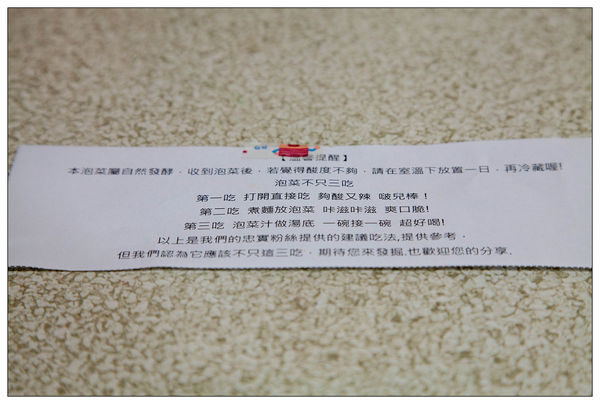 【溫馨提醒】
本泡菜屬自然發酵，收到泡菜後，若覺得酸度不夠，請在室溫下放置一日，再冷藏喔!
泡菜不只三吃
第一吃 打開直接吃 夠酸又辣 啵兒棒！
第二吃 煮麵放泡菜 咔滋咔滋 爽口脆!
第三吃 泡菜汁做湯底 一碗接一碗 超好喝!
以上是我們的忠實粉絲提供的建議吃法,提供參考．
但我們認為它應該不只這三吃，期待您來發掘.也歡迎您的分享.